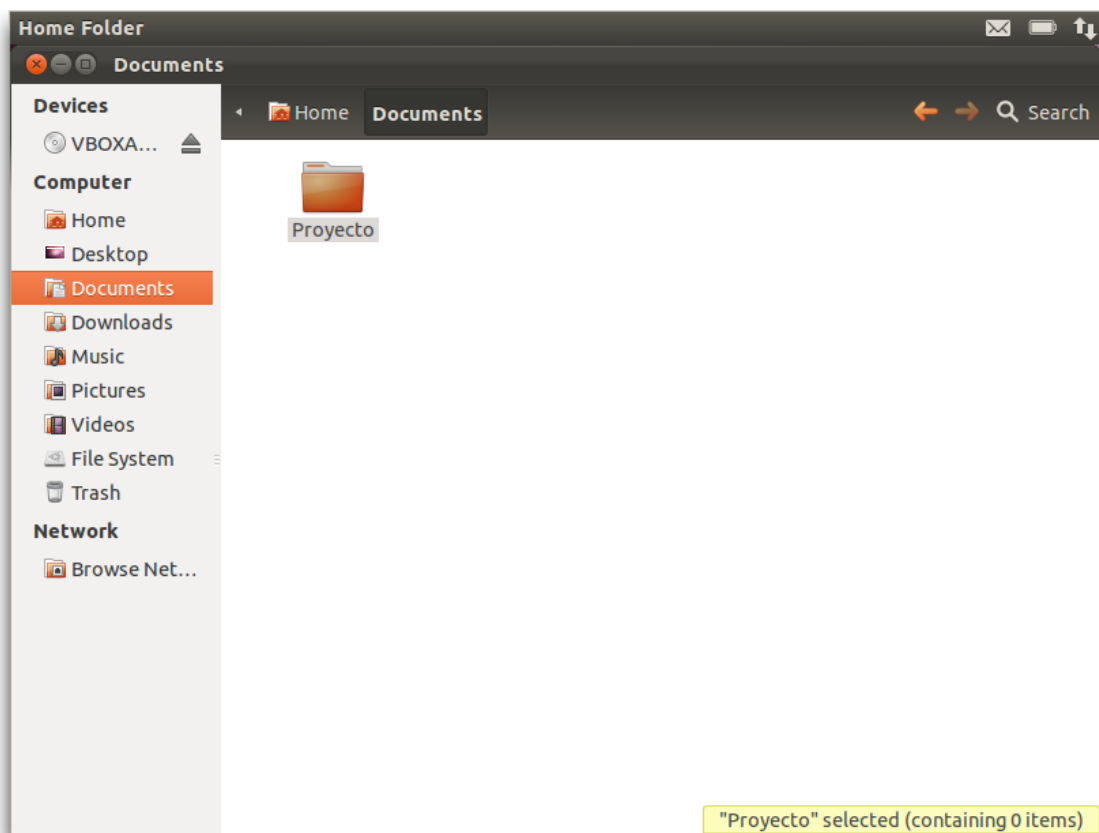 Home Folder
Documents
Devices
VBOXA...
Computer
Home
Desktop
Documents
Downloads
Music
Pictures
Videos
File System
Trash
Network
Browse Net...
Home Documents Search
Proyecto
"Proyecto" selected (containing 0 items)